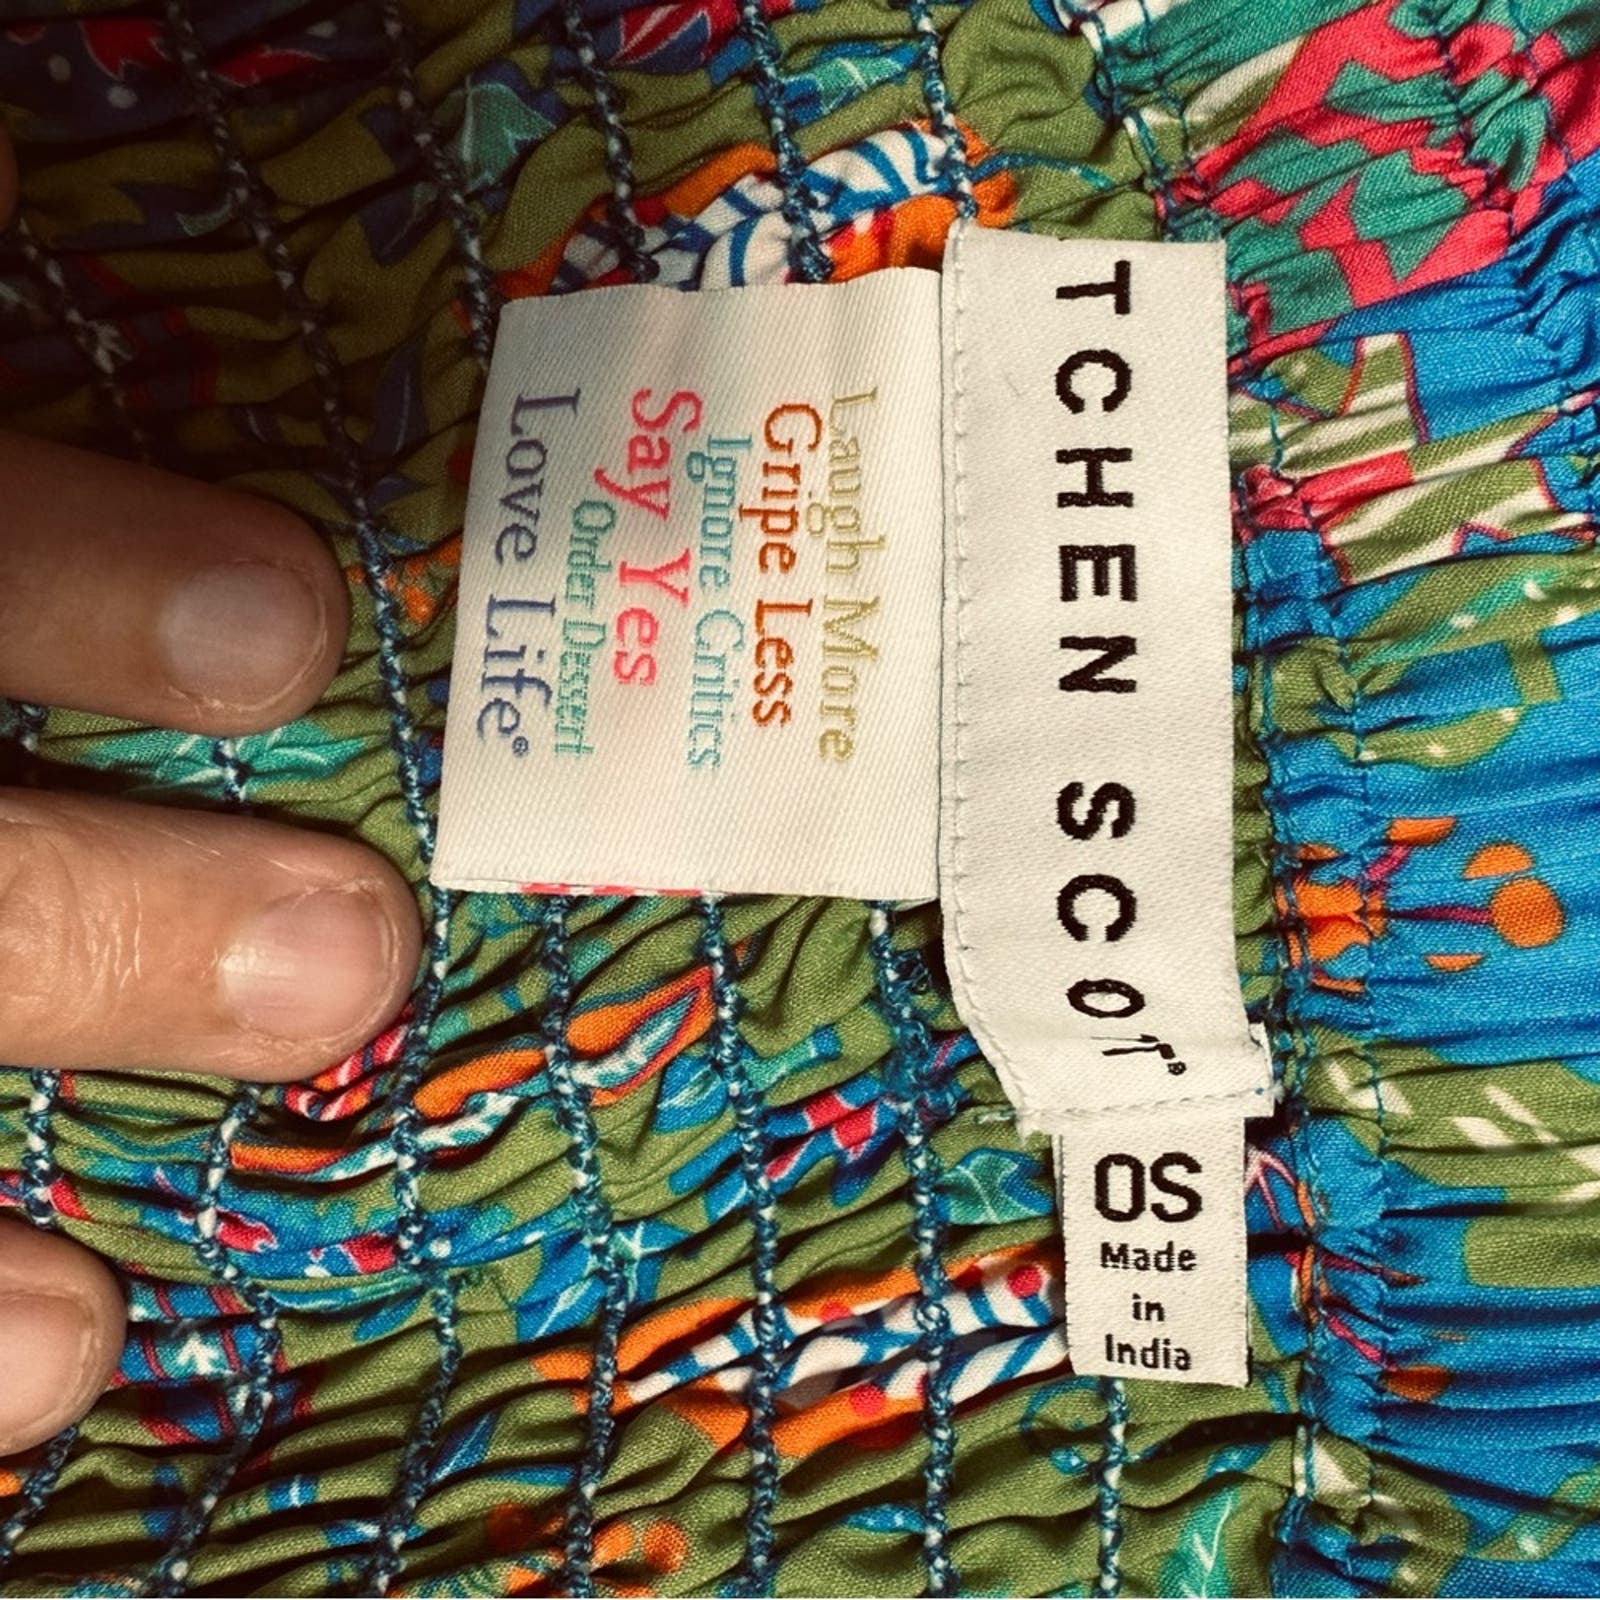 TCHEN SCOT®
Laugh More
Gripe Less
Ignore Critics
Say Yes
Order Dessert
Love Life®
OS
Made
in
India